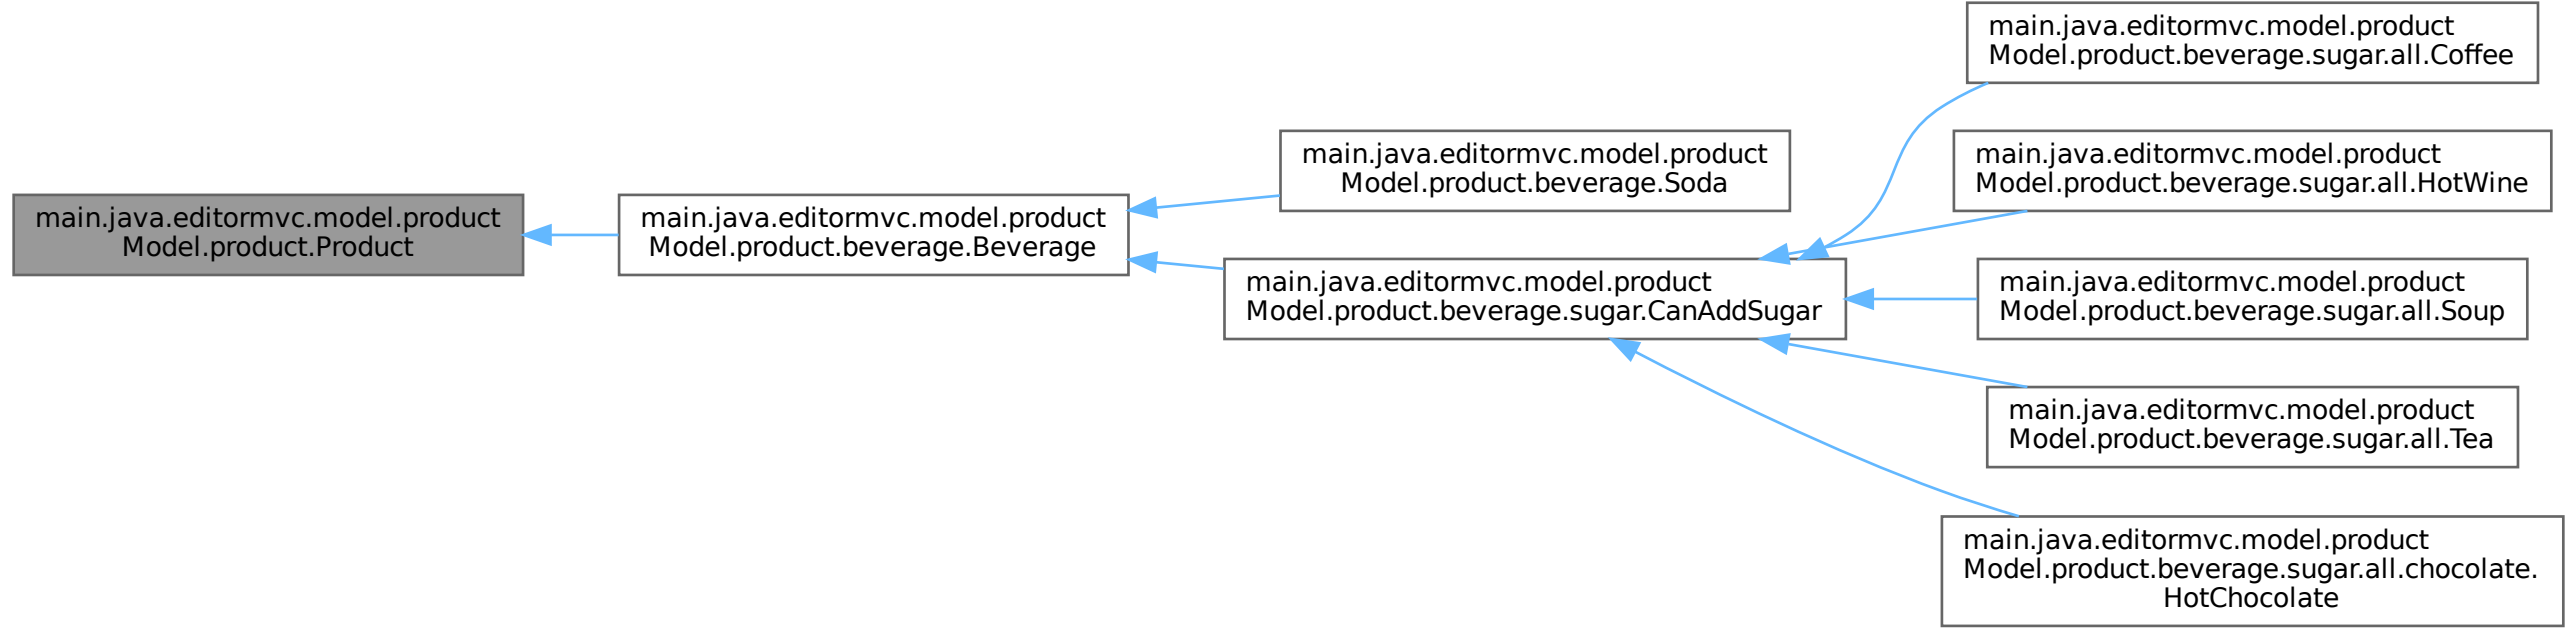 main.java.editormvc.model.product
Model.product.Product
main.java.editormvc.model.product
Model.product.beverage.Beverage
main.java.editormvc.model.product
Model.product.beverage.Soda
main.java.editormvc.model.product
Model.product.beverage.sugar.CanAddSugar
main.java.editormvc.model.product
Model.product.beverage.sugar.all.Coffee
main.java.editormvc.model.product
Model.product.beverage.sugar.all.HotWine
main.java.editormvc.model.product
Model.product.beverage.sugar.all.Soup
main.java.editormvc.model.product
Model.product.beverage.sugar.all.Tea
main.java.editormvc.model.product
Model.product.beverage.sugar.all.chocolate.
HotChocolate